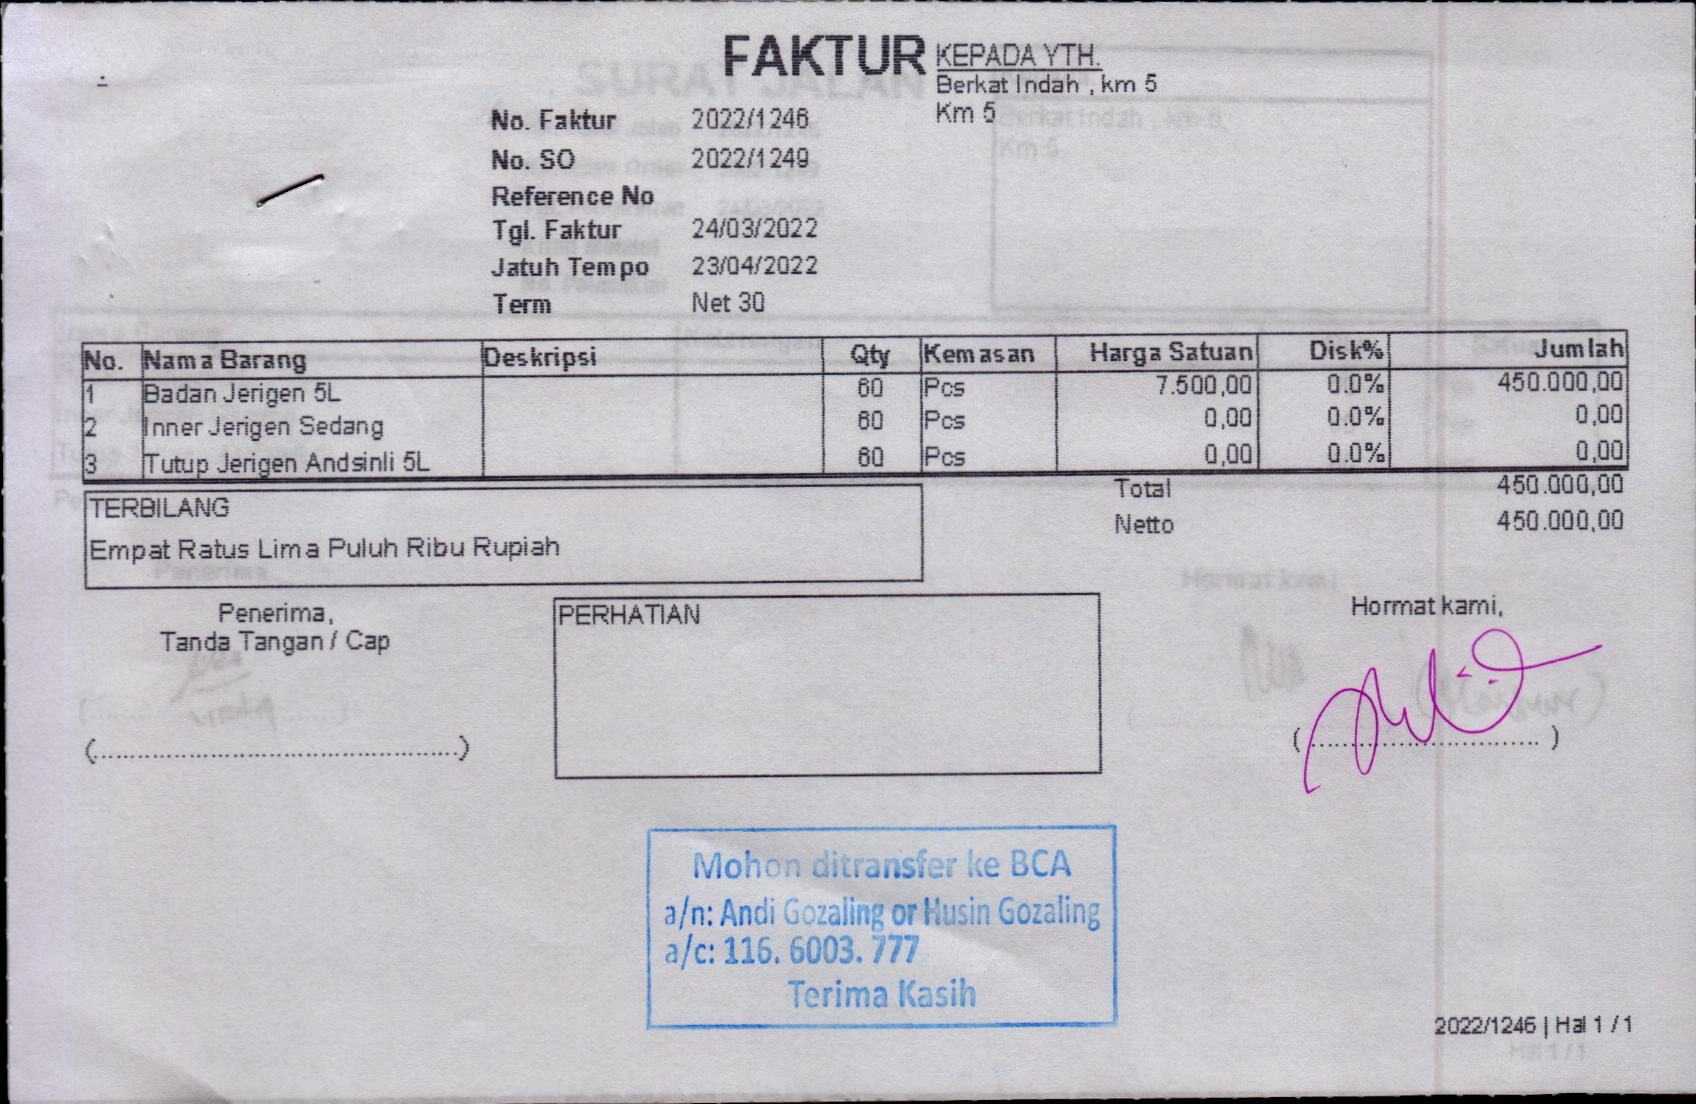 FAKTUR
KEPADA YTH.
Berkat Indah , km 5
Km 5
No. Faktur 2022/1246
No. SO 2022/1249
Reference No
Tgl. Faktur 24/03/2022
Jatuh Tempo 23/04/2022
Term Net 30
No. Nama Barang Deskripsi Qty Kemasan Harga Satuan Disk% Jumlah
1 Badan Jerigen 5L 60 Pcs 7.500,00 0.0% 450.000,00
2 Inner Jerigen Sedang 60 Pcs 0,00 0.0% 0,00
3 Tutup Jerigen Andsinli 5L 60 Pcs 0,00 0.0% 0,00
Total 450.000,00
Netto 450.000,00
TERBILANG
Empat Ratus Lima Puluh Ribu Rupiah
Penerima,
Tanda Tangan / Cap
PERHATIAN
Hormat kami,
Mohon ditransfer ke BCA
a/n: Andi Gozaling or Husin Gozaling
a/c: 116. 6003. 777
Terima Kasih
2022/1246 | Hal 1 / 1